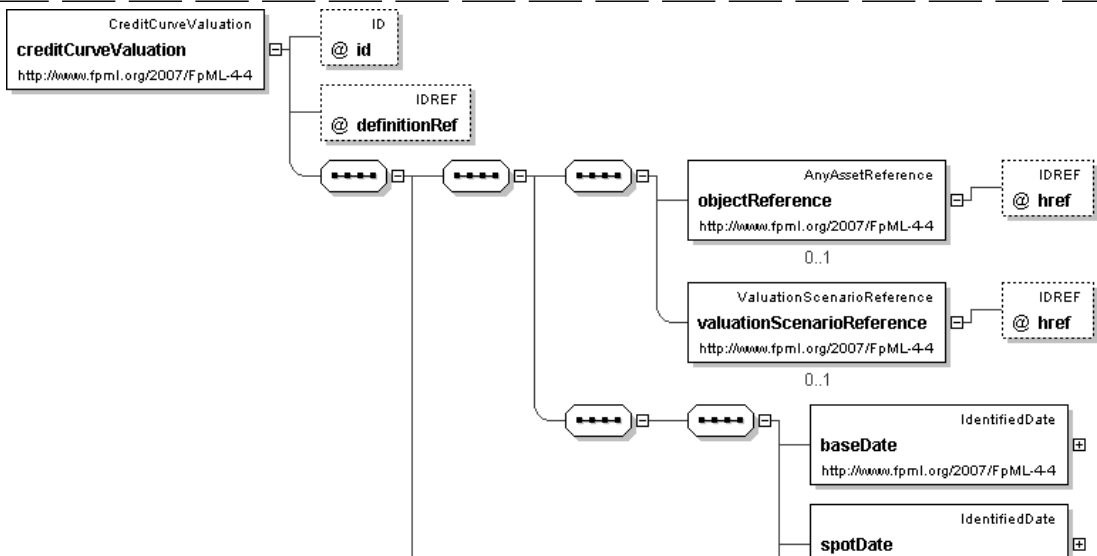 CreditCurveValuation
creditCurveValuation
http://www.fpml.org/2007/FpML-4-4
ID
@ id
IDREF
@ definitionRef
AnyAssetReference
objectReference
http://www.fpml.org/2007/FpML-4-4
0..1
IDREF
@ href
ValuationScenarioReference
valuationScenarioReference
http://www.fpml.org/2007/FpML-4-4
0..1
IDREF
@ href
IdentifiedDate
baseDate
http://www.fpml.org/2007/FpML-4-4
IdentifiedDate
spotDate